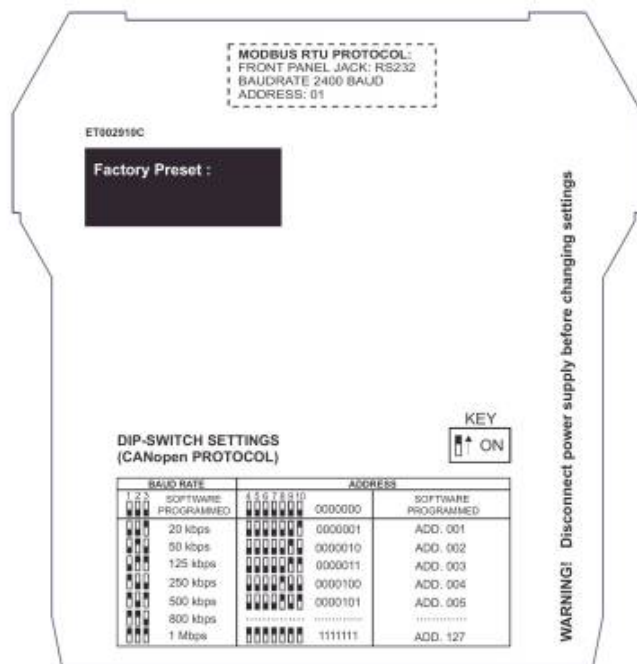 MODBUS RTU PROTOCOL:
FRONT PANEL JACK: RS232
BAUDRATE 2400 BAUD
ADDRESS: 01
ET002910C
Factory Preset :
WARNING! Disconnect power supply before changing settings
KEY
ON
DIP-SWITCH SETTINGS
(CANopen PROTOCOL)
BAUD RATE ADDRESS
1 2 3 SOFTWARE PROGRAMMED 4 5 6 7 8 9 10 0000000 SOFTWARE PROGRAMMED
20 kbps 0000001 ADD. 001
50 kbps 0000010 ADD. 002
125 kbps 0000011 ADD. 003
250 kbps 0000100 ADD. 004
500 kbps 0000101 ADD. 005
800 kbps ............ ............ ............
1 Mbps 1111111 ADD. 127